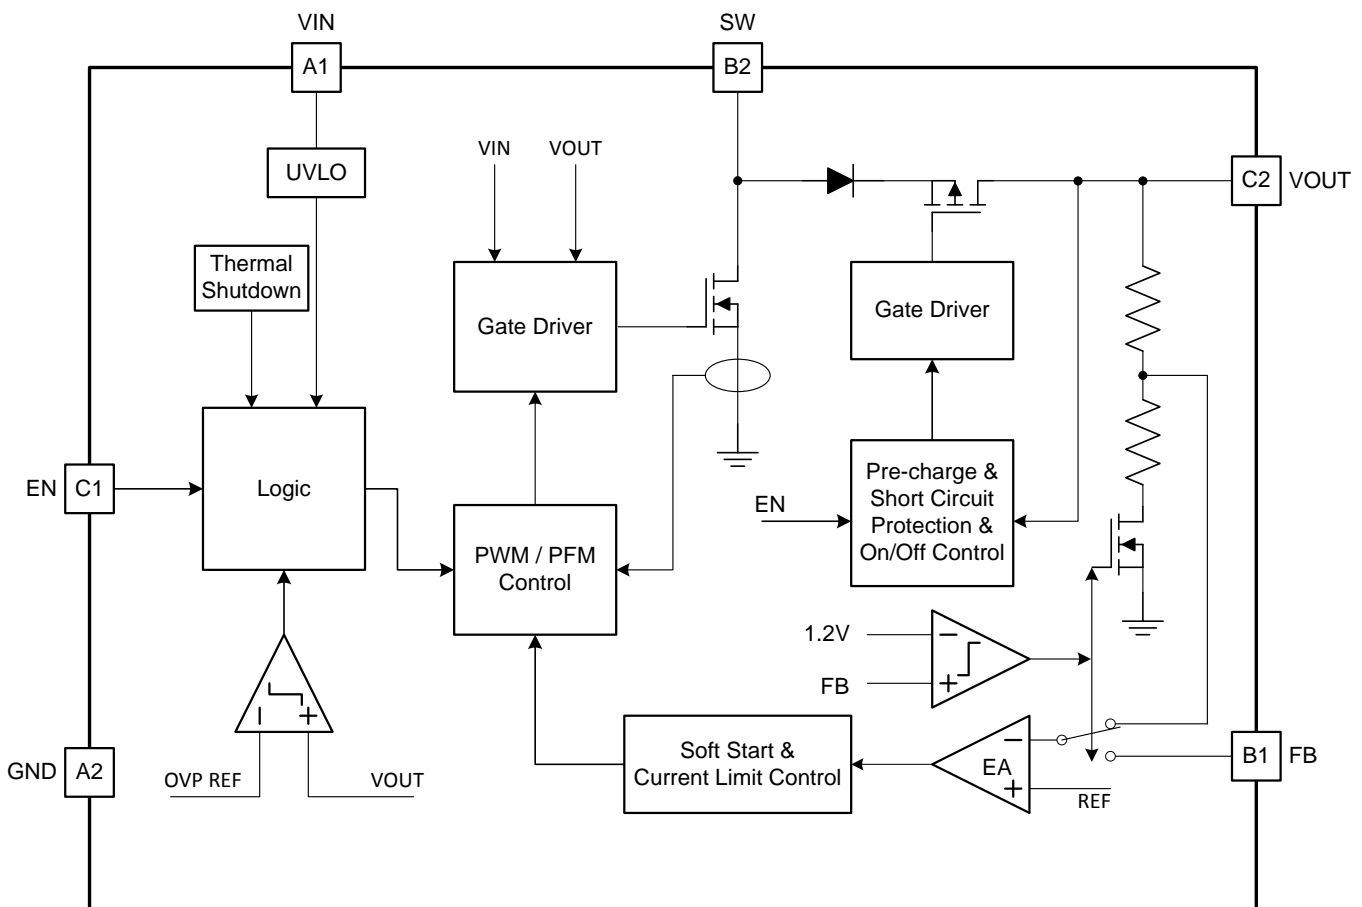 VIN
SW
A1
B2
VIN
VOUT
UVLO
C2
VOUT
Thermal
Shutdown
Gate Driver
Gate Driver
EN
C1
Logic
Pre-charge &
Short Circuit
Protection &
On/Off Control
EN
PWM / PFM
Control
1.2V
−
FB
+
−
+
Soft Start &
Current Limit Control
−
EA
+
REF
GND
A2
OVP REF
VOUT
B1
FB